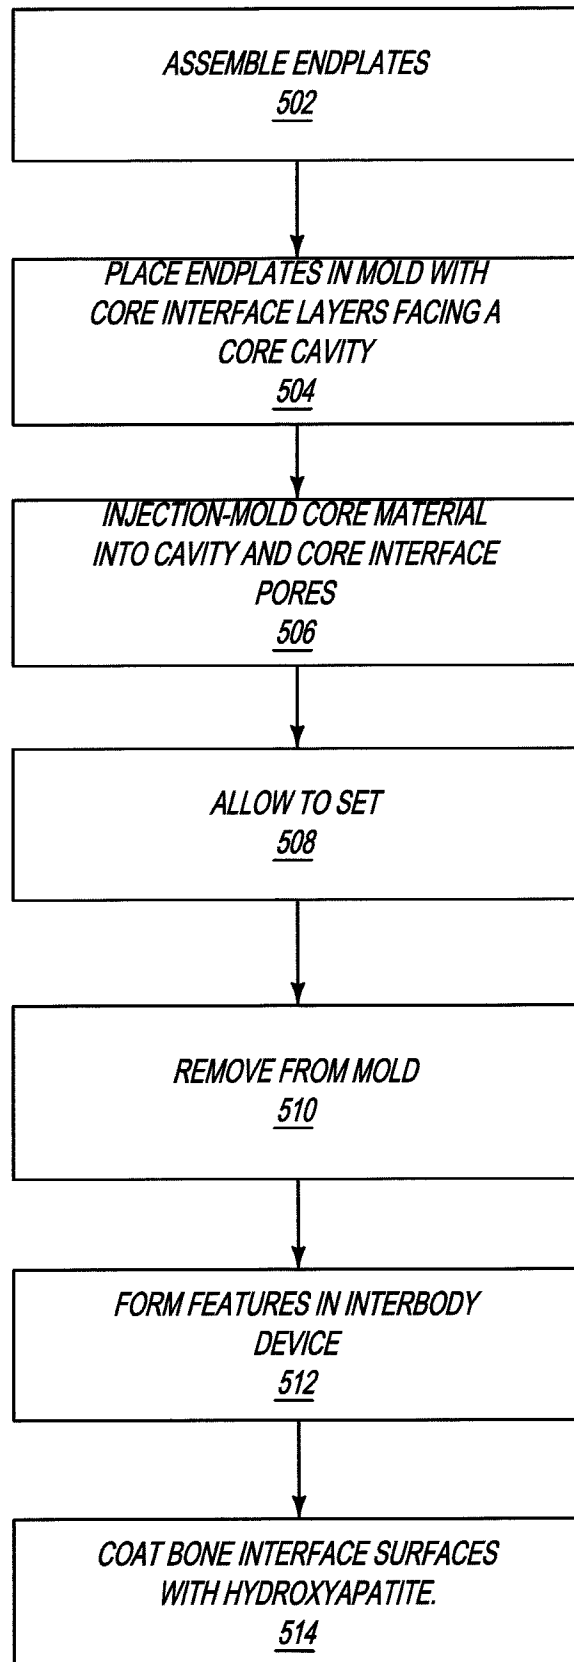 ASSEMBLE ENDPLATES
502
PLACE ENDPLATES IN MOLD WITH
CORE INTERFACE LAYERS FACING A
CORE CAVITY
504
INJECTION-MOLD CORE MATERIAL
INTO CAVITY AND CORE INTERFACE
PORES
506
ALLOW TO SET
508
REMOVE FROM MOLD
510
FORM FEATURES IN INTERBODY
DEVICE
512
COAT BONE INTERFACE SURFACES
WITH HYDROXYAPATITE.
514